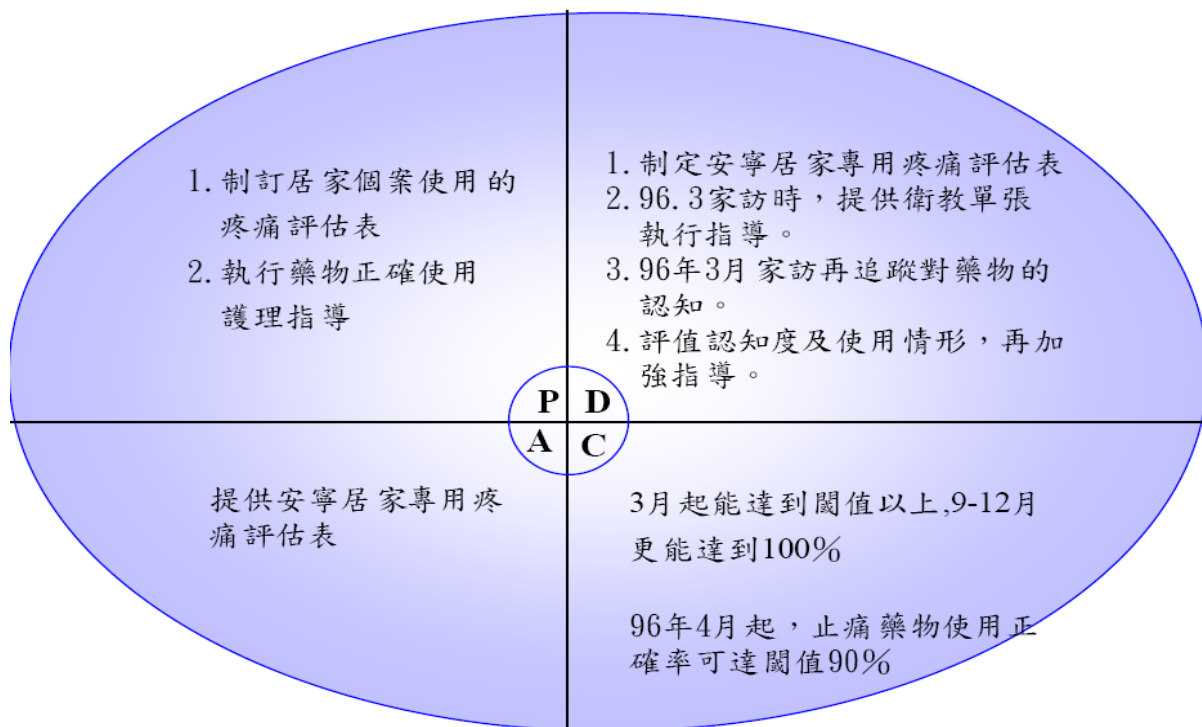 1. 制訂居家個案使用的
疼痛評估表
2. 執行藥物正確使用
護理指導
1. 制定安寧居家專用疼痛評估表
2. 96. 3家訪時，提供衛教單張
執行指導。
3. 96年3月家訪再追蹤對藥物的
認知。
4. 評值認知度及使用情形，再加
強指導。
P D
A C
提供安寧居家專用疼
痛評估表
3月起能達到閾值以上,9-12月
更能達到100%
96年4月起，止痛藥物使用正
確率可達閾值90%